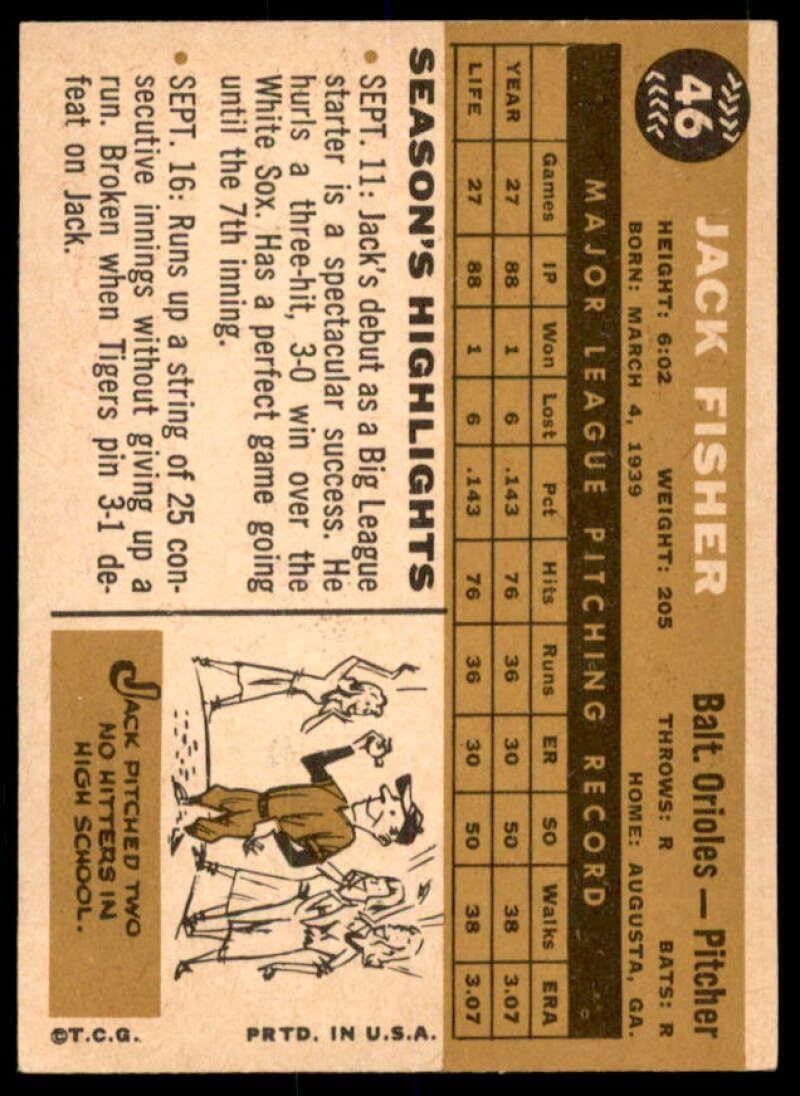 46
JACK FISHER
Balt. Orioles — Pitcher
HEIGHT: 6:02 WEIGHT: 205 THROWS: R BATS: R
BORN: MARCH 4, 1939 HOME: AUGUSTA, GA.
MAJOR LEAGUE PITCHING RECORD
Games IP Won Lost Pct Hits Runs ER SO Walks ERA
YEAR 27 88 1 6 .143 76 36 30 50 38 3.07
LIFE 27 88 1 6 .143 76 36 30 50 38 3.07
SEASON'S HIGHLIGHTS
• SEPT. 11: Jack's debut as a Big League
starter is a spectacular success. He
hurls a three-hit, 3-0 win over the
White Sox. Has a perfect game going
until the 7th inning.
• SEPT. 16: Runs up a string of 25 con-
secutive innings without giving up a
run. Broken when Tigers pin 3-1 de-
feat on Jack.
JACK PITCHED TWO
NO HITTERS IN
HIGH SCHOOL.
©T.C.G. PRTD. IN U.S.A.